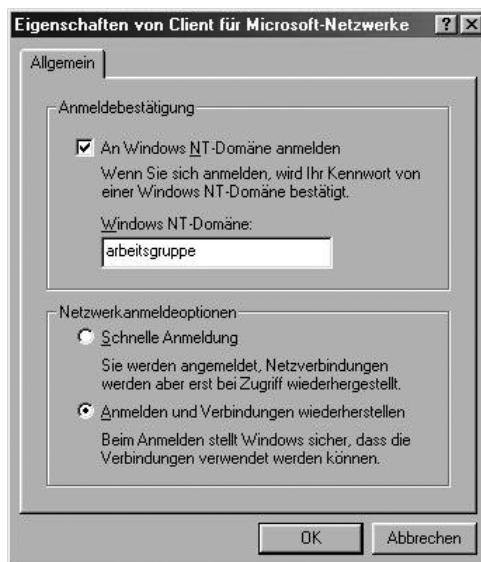 Eigenschaften von Client für Microsoft-Netzwerke
Allgemein
Anmeldebestätigung
An Windows NT-Domäne anmelden
Wenn Sie sich anmelden, wird Ihr Kennwort von
einer Windows NT-Domäne bestätigt.
Windows NT-Domäne:
arbeitsgruppe
Netzwerkanmeldeoptionen
Schnelle Anmeldung
Sie werden angemeldet, Netzverbindungen
werden aber erst bei Zugriff wiederhergestellt.
Anmelden und Verbindungen wiederherstellen
Beim Anmelden stellt Windows sicher, dass die
Verbindungen verwendet werden können.
OK Abbrechen